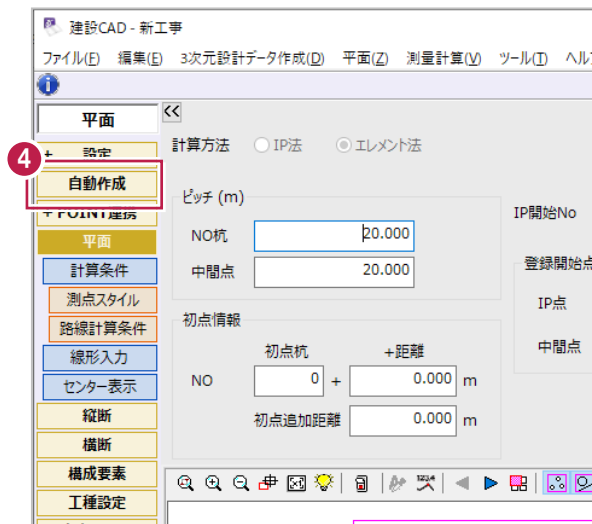 建設CAD - 新工事
ファイル(F) 編集(E) 3次元設計データ作成(D) 平面(Z) 測量計算(V) ツール(T) ヘル
平面
<<
+ 設定
4
自動作成
+ POINT連携
平面
計算条件
測点スタイル
路線計算条件
線形入力
センター表示
縦断
横断
構成要素
工種設定
計算方法 IP法 エレメント法
ピッチ (m)
NO杭 20.000
中間点 20.000
IP開始No
登録開始点
IP点
中間点
初点情報
初点杭 +距離
NO 0 + 0.000 m
初点追加距離 0.000 m